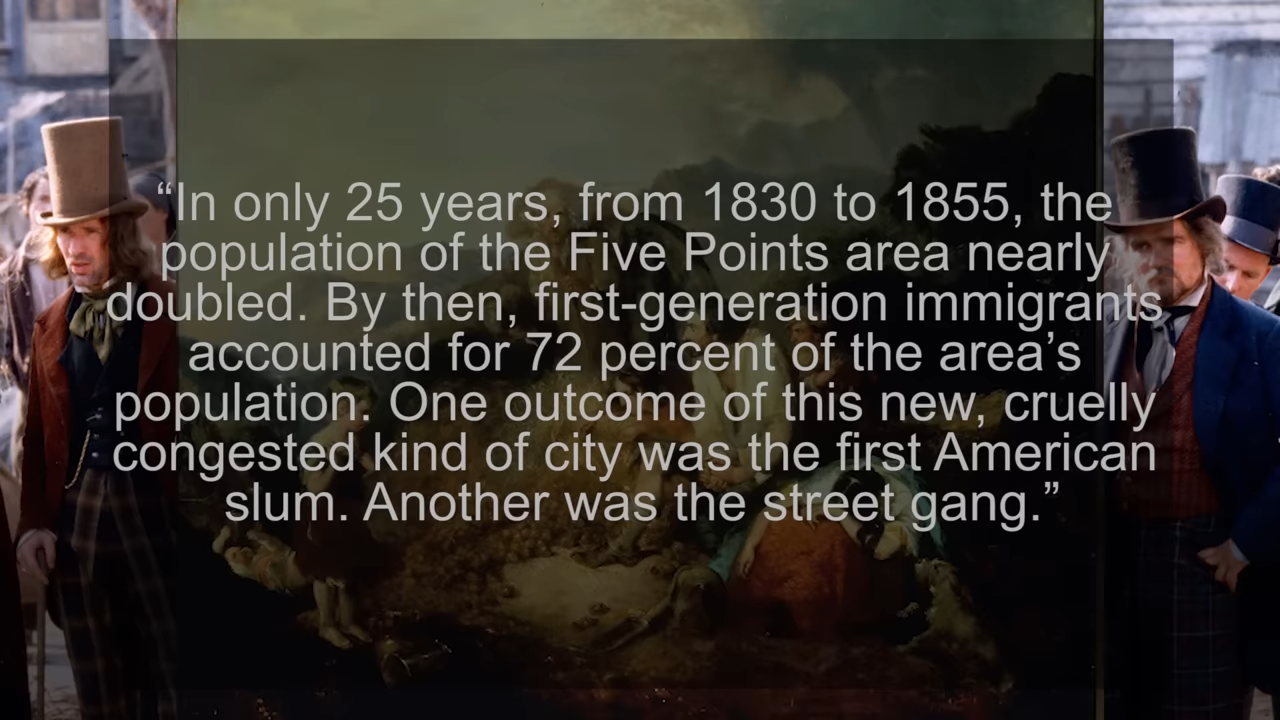 “In only 25 years, from 1830 to 1855, the
population of the Five Points area nearly
doubled. By then, first-generation immigrants
accounted for 72 percent of the area’s
population. One outcome of this new, cruelly
congested kind of city was the first American
slum. Another was the street gang.”